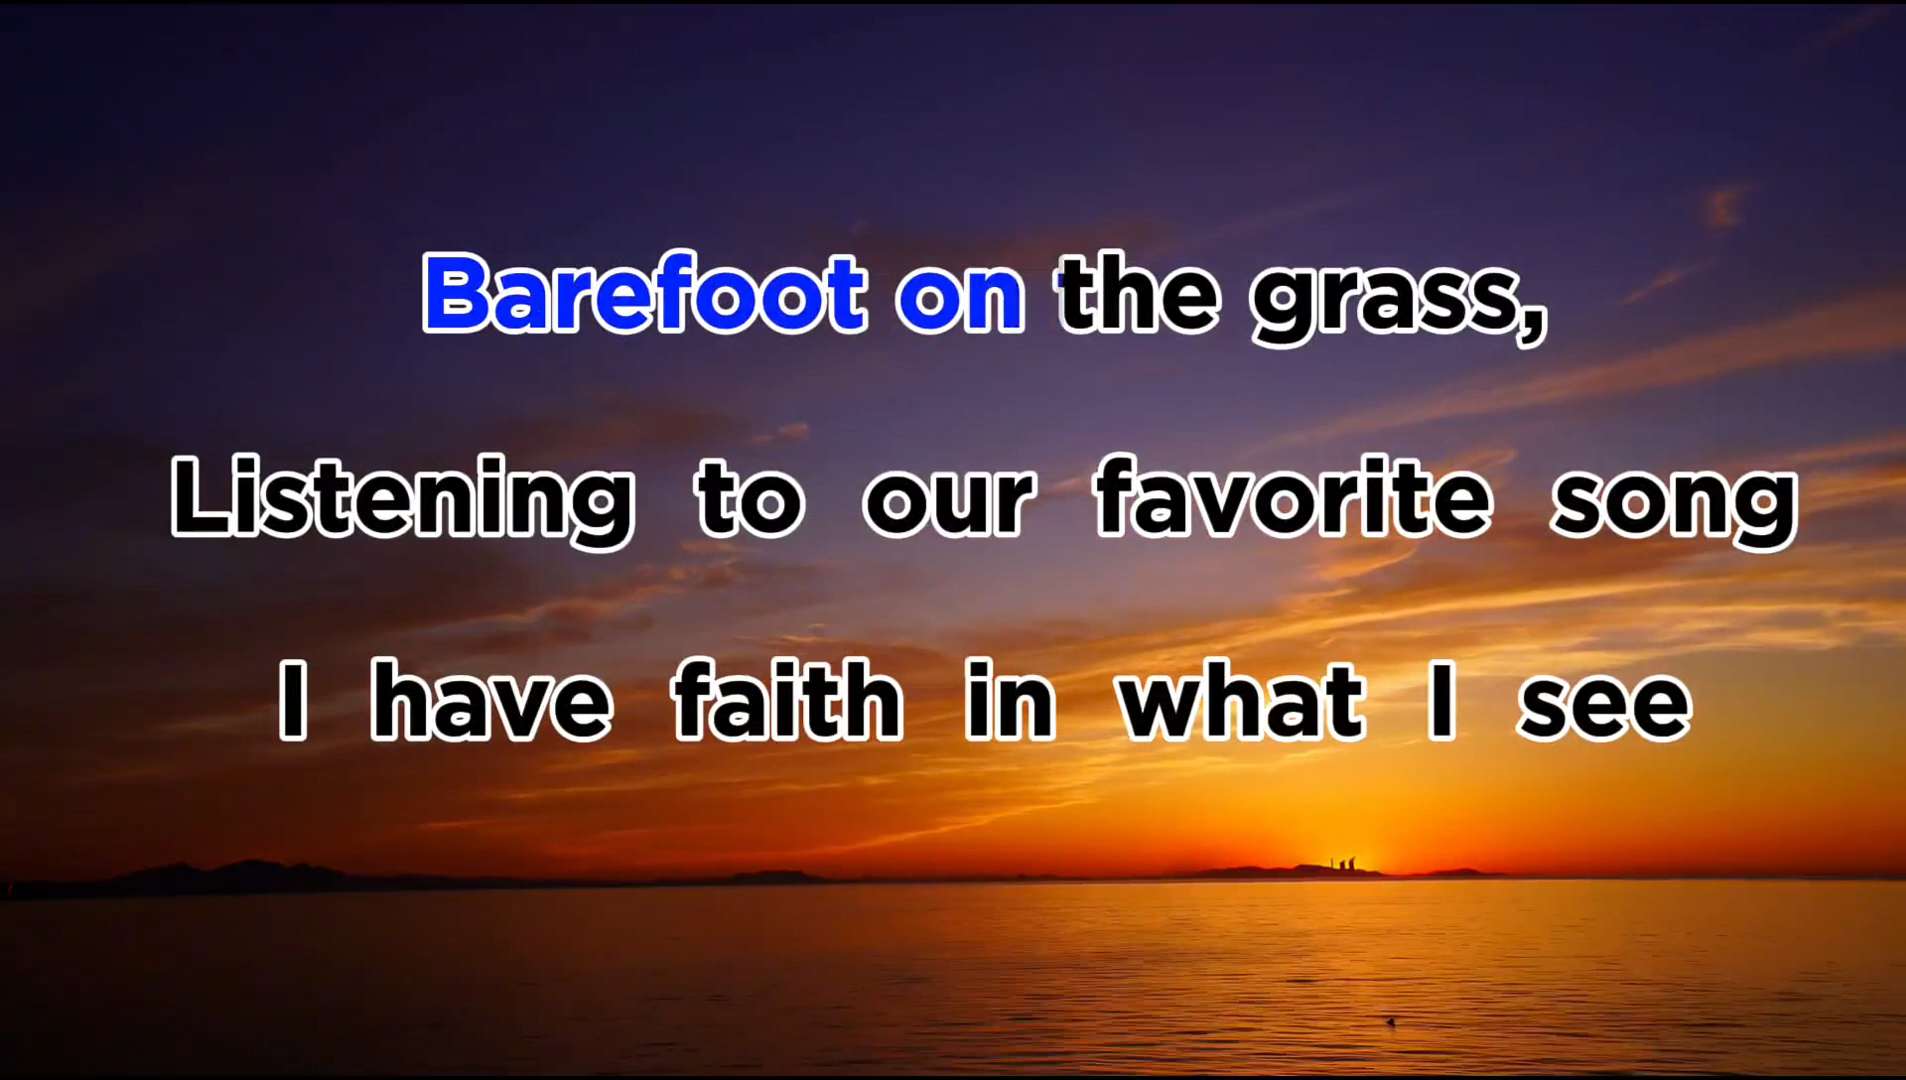 Barefoot on the grass,
Listening to our favorite song
I have faith in what I see